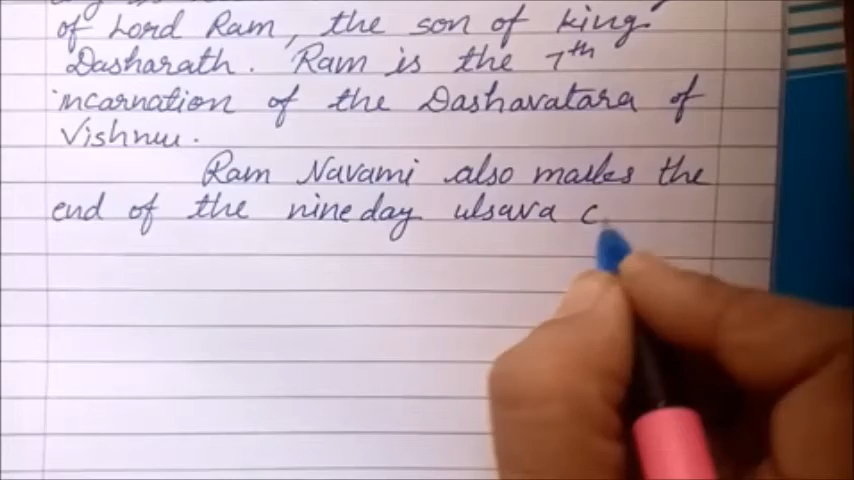 of Lord Ram, the son of king
Dasharath. Ram is the 7th
incarnation of the Dashavatara of
Vishnu.
Ram Navami also marks the
end of the nine day utsava c